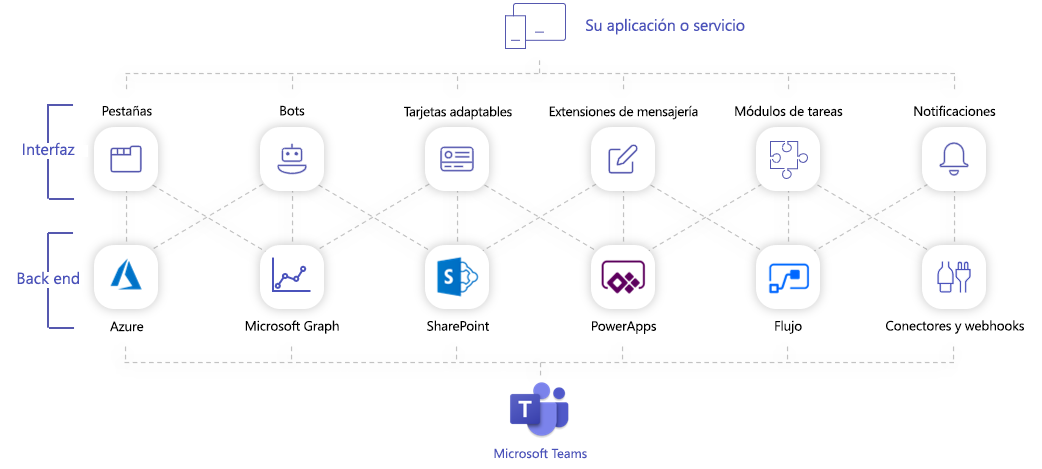 Su aplicación o servicio
Pestañas
Bots
Tarjetas adaptables
Extensiones de mensajería
Módulos de tareas
Notificaciones
Interfaz
Back end
S
Azure
Microsoft Graph
SharePoint
PowerApps
Flujo
Conectores y webhooks
T
Microsoft Teams